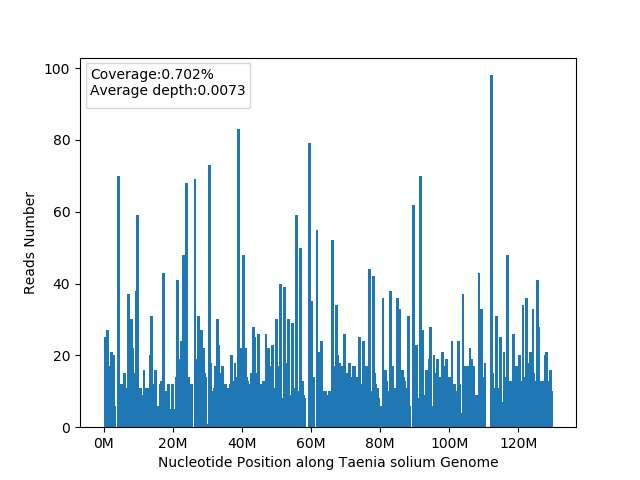 Coverage:0.702%
Average depth:0.0073
100
80
60
40
20
0
Reads Number
0M 20M 40M 60M 80M 100M 120M
Nucleotide Position along Taenia solium Genome